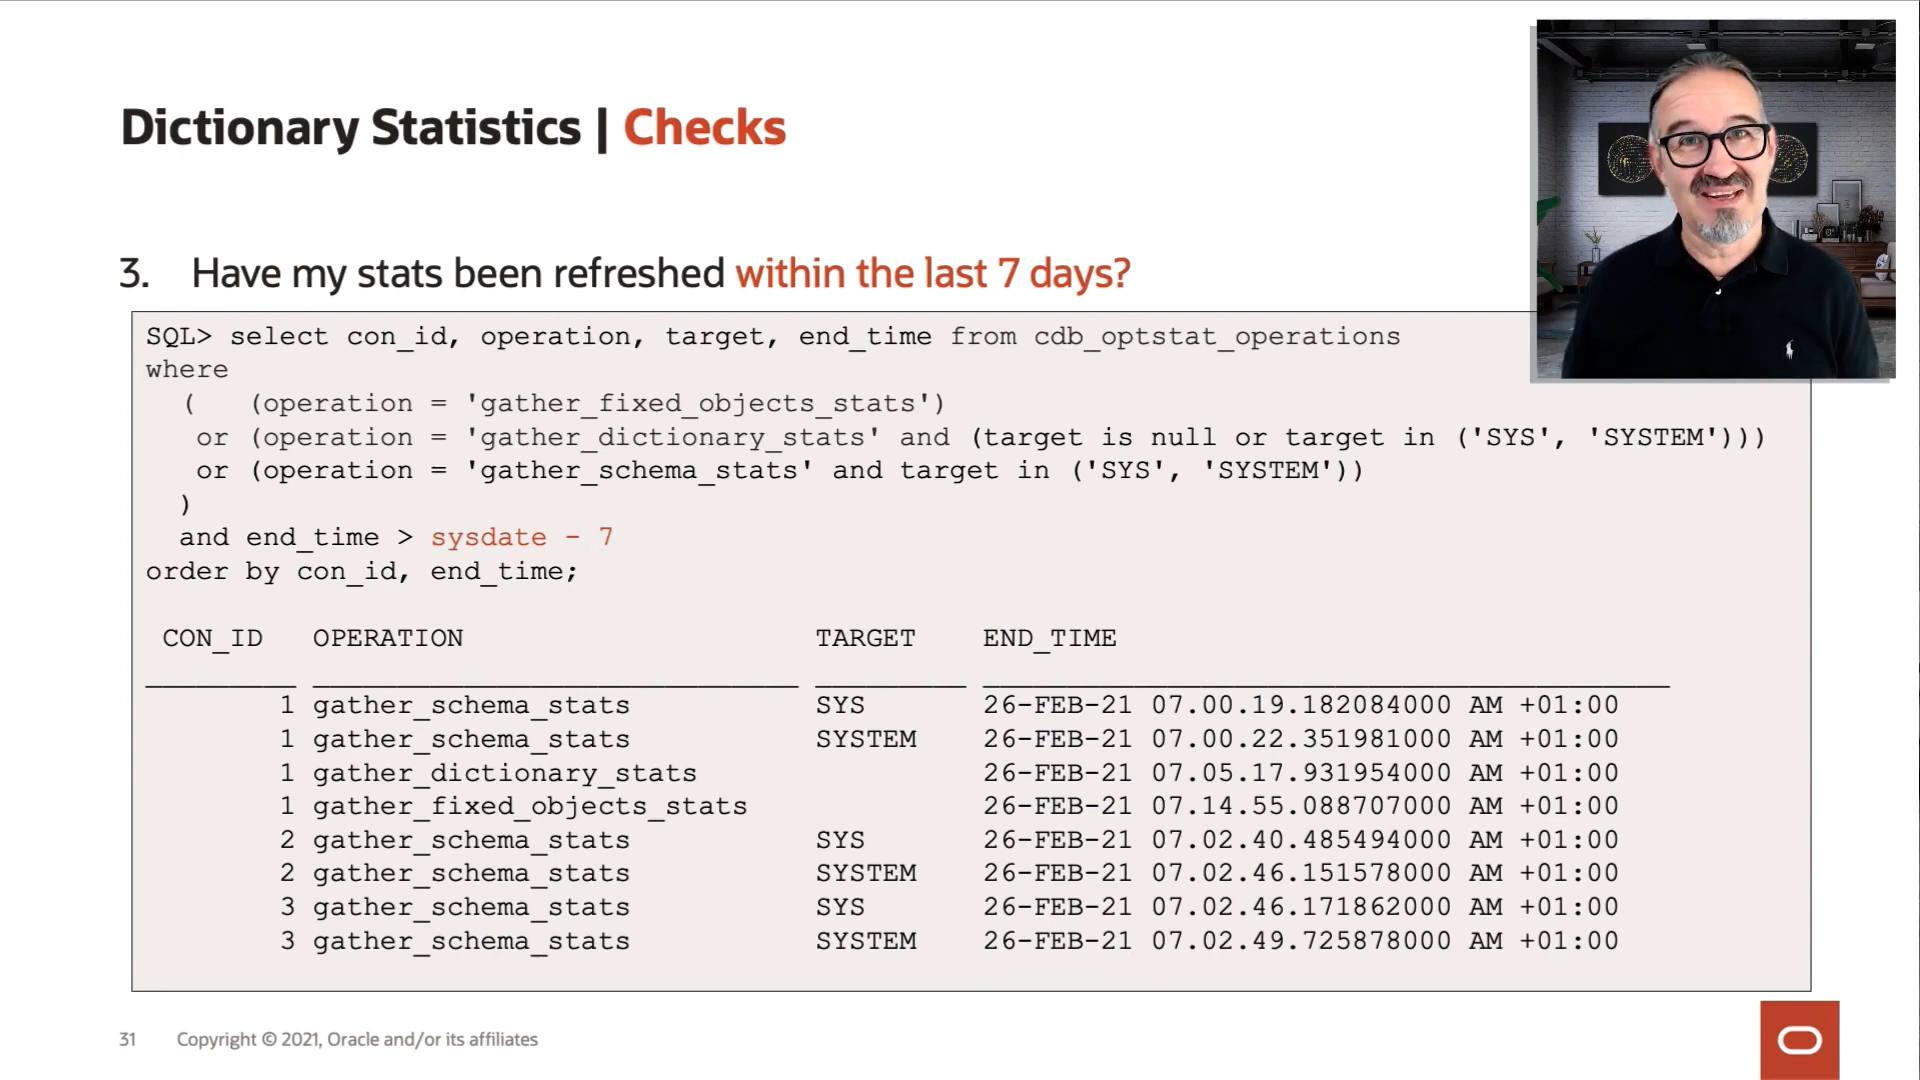 Dictionary Statistics | Checks
3. Have my stats been refreshed within the last 7 days?
SQL> select con_id, operation, target, end_time from cdb_optstat_operations
where
( (operation = 'gather_fixed_objects_stats')
or (operation = 'gather_dictionary_stats' and (target is null or target in ('SYS', 'SYSTEM')))
or (operation = 'gather_schema_stats' and target in ('SYS', 'SYSTEM'))
)
and end_time > sysdate - 7
order by con_id, end_time;
CON_ID OPERATION TARGET END_TIME
1 gather_schema_stats SYS 26-FEB-21 07.00.19.182084000 AM +01:00
1 gather_schema_stats SYSTEM 26-FEB-21 07.00.22.351981000 AM +01:00
1 gather_dictionary_stats 26-FEB-21 07.05.17.931954000 AM +01:00
1 gather_fixed_objects_stats 26-FEB-21 07.14.55.088707000 AM +01:00
2 gather_schema_stats SYS 26-FEB-21 07.02.40.485494000 AM +01:00
2 gather_schema_stats SYSTEM 26-FEB-21 07.02.46.151578000 AM +01:00
3 gather_schema_stats SYS 26-FEB-21 07.02.46.171862000 AM +01:00
3 gather_schema_stats SYSTEM 26-FEB-21 07.02.49.725878000 AM +01:00
31 Copyright © 2021, Oracle and/or its affiliates